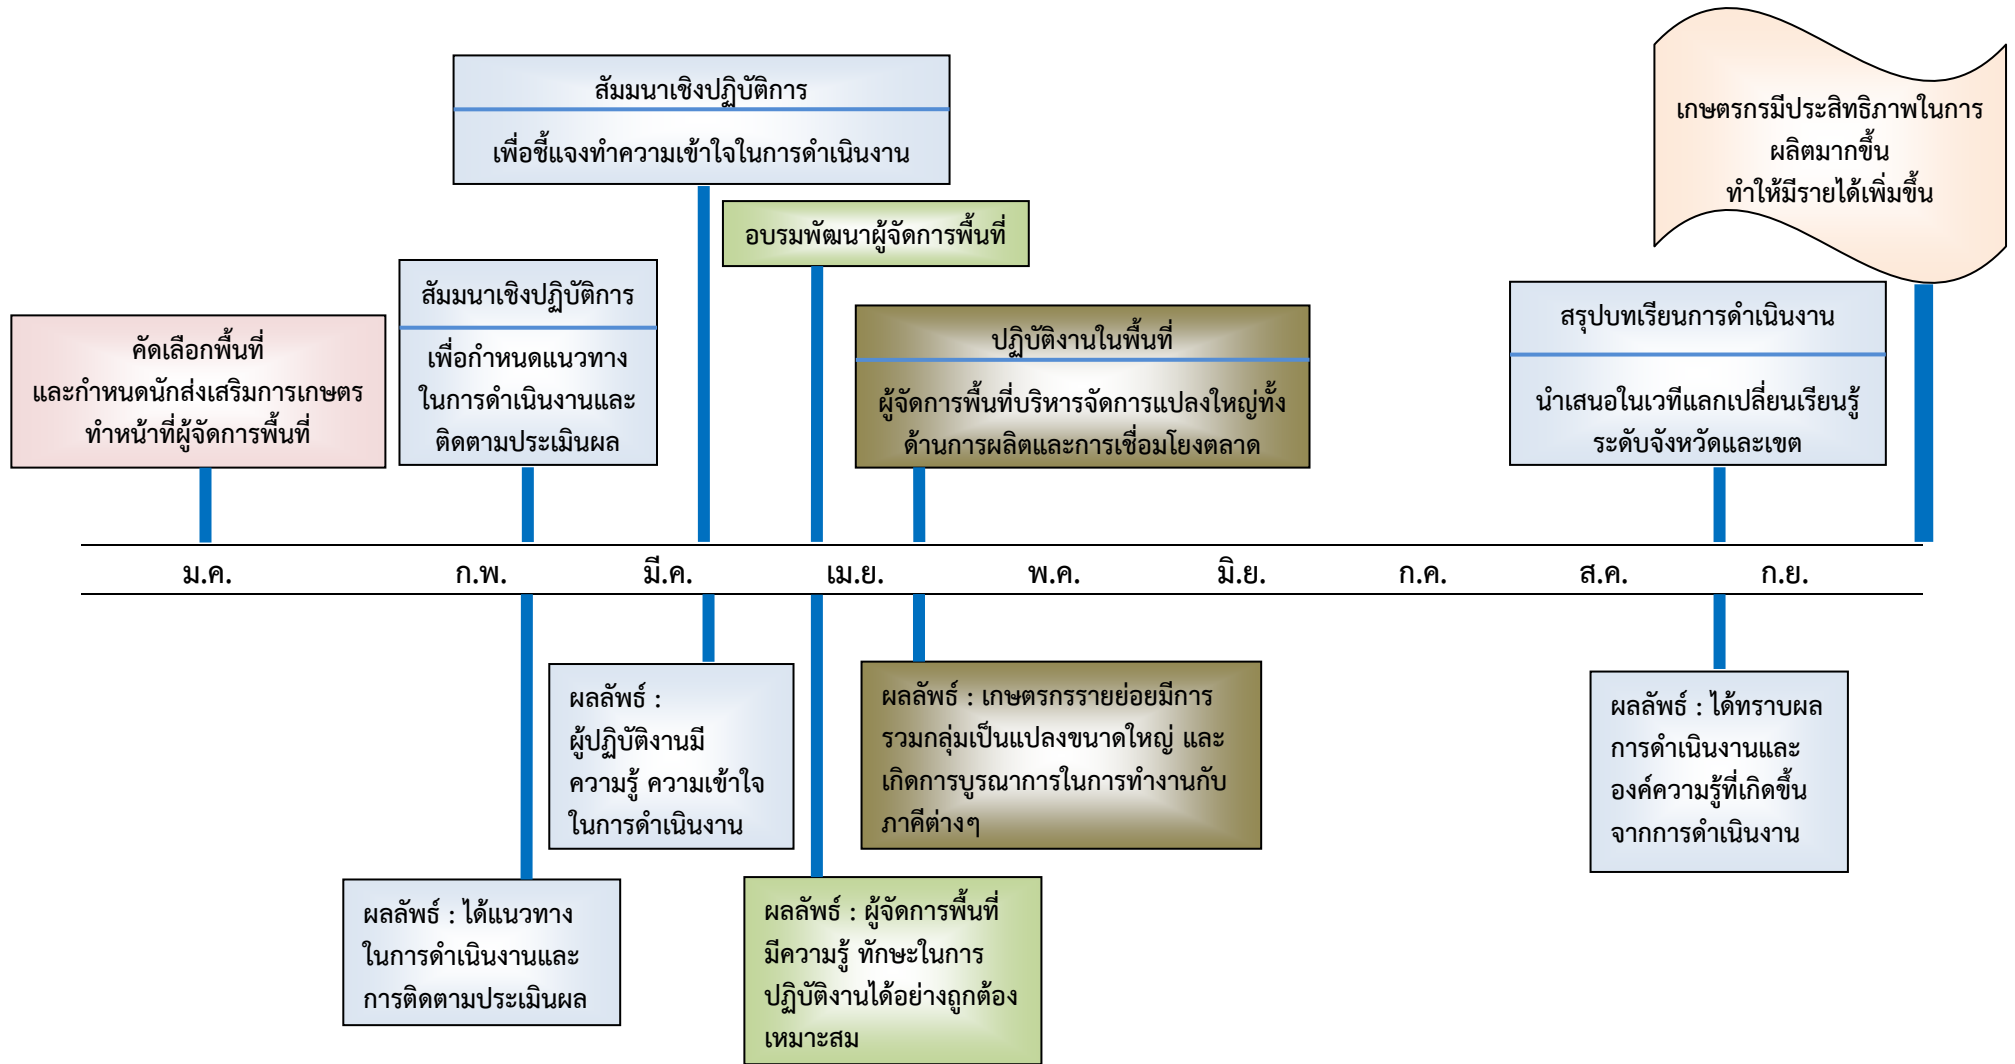 สัมมนาเชิงปฏิบัติการ
เพื่อชี้แจงทำความเข้าใจในการดำเนินงาน
เกษตรกรมีประสิทธิภาพในการ
ผลิตมากขึ้น
ทำให้มีรายได้เพิ่มขึ้น
อบรมพัฒนาผู้จัดการพื้นที่
สัมมนาเชิงปฏิบัติการ
เพื่อกำหนดแนวทาง
ในการดำเนินงานและ
ติดตามประเมินผล
คัดเลือกพื้นที่
และกำหนดนักส่งเสริมการเกษตร
ทำหน้าที่ผู้จัดการพื้นที่
ปฏิบัติงานในพื้นที่
ผู้จัดการพื้นที่บริหารจัดการแปลงใหญ่ทั้ง
ด้านการผลิตและการเชื่อมโยงตลาด
สรุปบทเรียนการดำเนินงาน
นำเสนอในเวทีแลกเปลี่ยนเรียนรู้
ระดับจังหวัดและเขต
ม.ค. ก.พ. มี.ค. เม.ย. พ.ค. มิ.ย. ก.ค. ส.ค. ก.ย.
ผลลัพธ์ :
ผู้ปฏิบัติงานมี
ความรู้ ความเข้าใจ
ในการดำเนินงาน
ผลลัพธ์ : เกษตรกรรายย่อยมีการ
รวมกลุ่มเป็นแปลงขนาดใหญ่ และ
เกิดการบูรณาการในการทำงานกับ
ภาคีต่างๆ
ผลลัพธ์ : ได้ทราบผล
การดำเนินงานและ
องค์ความรู้ที่เกิดขึ้น
จากการดำเนินงาน
ผลลัพธ์ : ได้แนวทาง
ในการดำเนินงานและ
การติดตามประเมินผล
ผลลัพธ์ : ผู้จัดการพื้นที่
มีความรู้ ทักษะในการ
ปฏิบัติงานได้อย่างถูกต้อง
เหมาะสม